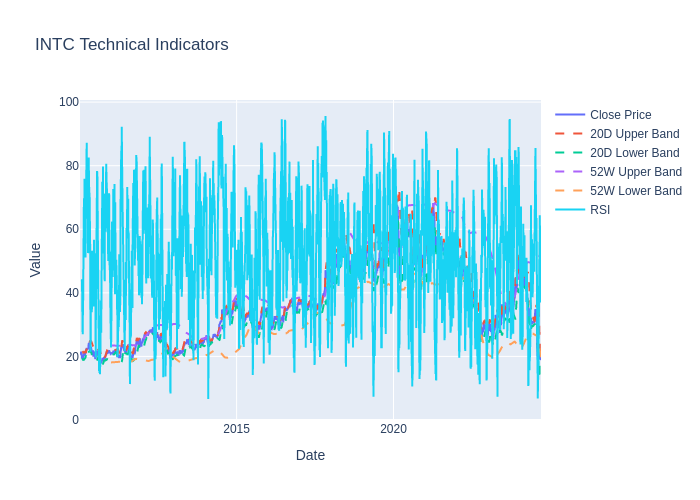 INTC Technical Indicators
Value
100
80
60
40
20
0
2015
2020
Date
Close Price
20D Upper Band
20D Lower Band
52W Upper Band
52W Lower Band
RSI